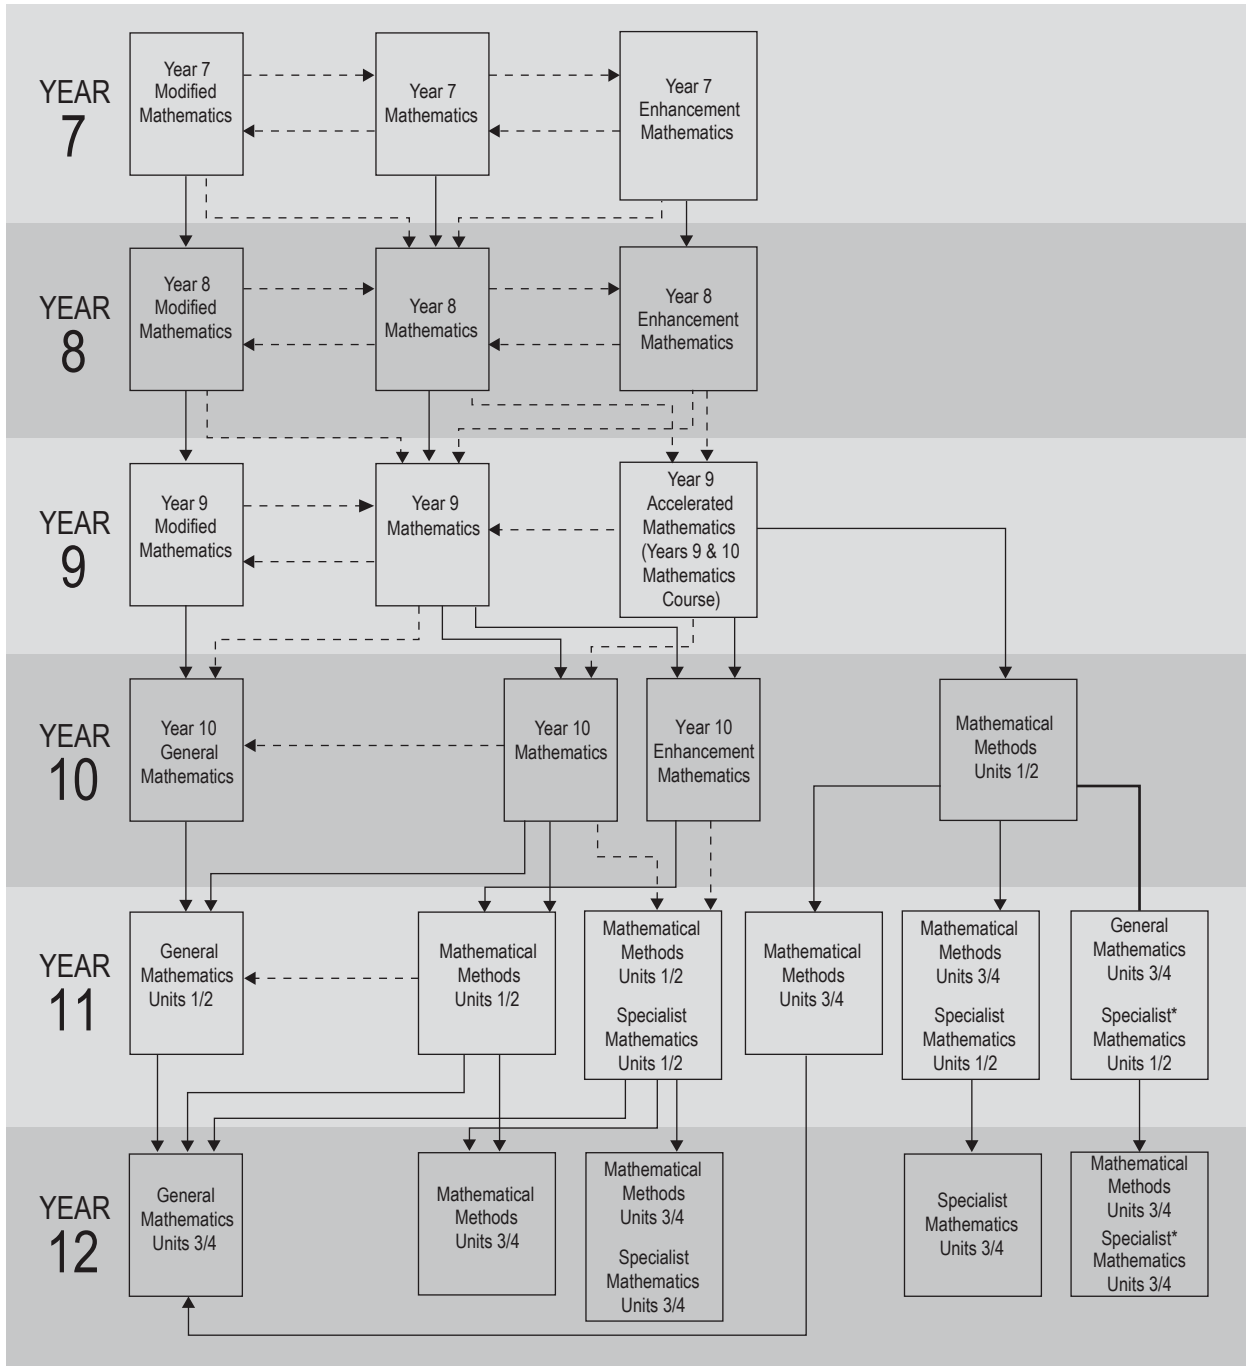 YEAR
7
Year 7
Modified
Mathematics
Year 7
Mathematics
Year 7
Enhancement
Mathematics
YEAR
8
Year 8
Modified
Mathematics
Year 8
Mathematics
Year 8
Enhancement
Mathematics
YEAR
9
Year 9
Modified
Mathematics
Year 9
Mathematics
Year 9
Accelerated
Mathematics
(Years 9 & 10
Mathematics
Course)
YEAR
10
Year 10
General
Mathematics
Year 10
Mathematics
Year 10
Enhancement
Mathematics
Mathematical
Methods
Units 1/2
YEAR
11
General
Mathematics
Units 1/2
Mathematical
Methods
Units 1/2
Mathematical
Methods
Units 1/2
Specialist
Mathematics
Units 1/2
Mathematical
Methods
Units 3/4
Mathematical
Methods
Units 3/4
Specialist
Mathematics
Units 1/2
General
Mathematics
Units 3/4
Specialist*
Mathematics
Units 1/2
YEAR
12
General
Mathematics
Units 3/4
Mathematical
Methods
Units 3/4
Mathematical
Methods
Units 3/4
Specialist
Mathematics
Units 3/4
Specialist
Mathematics
Units 3/4
Mathematical
Methods
Units 3/4
Specialist*
Mathematics
Units 3/4